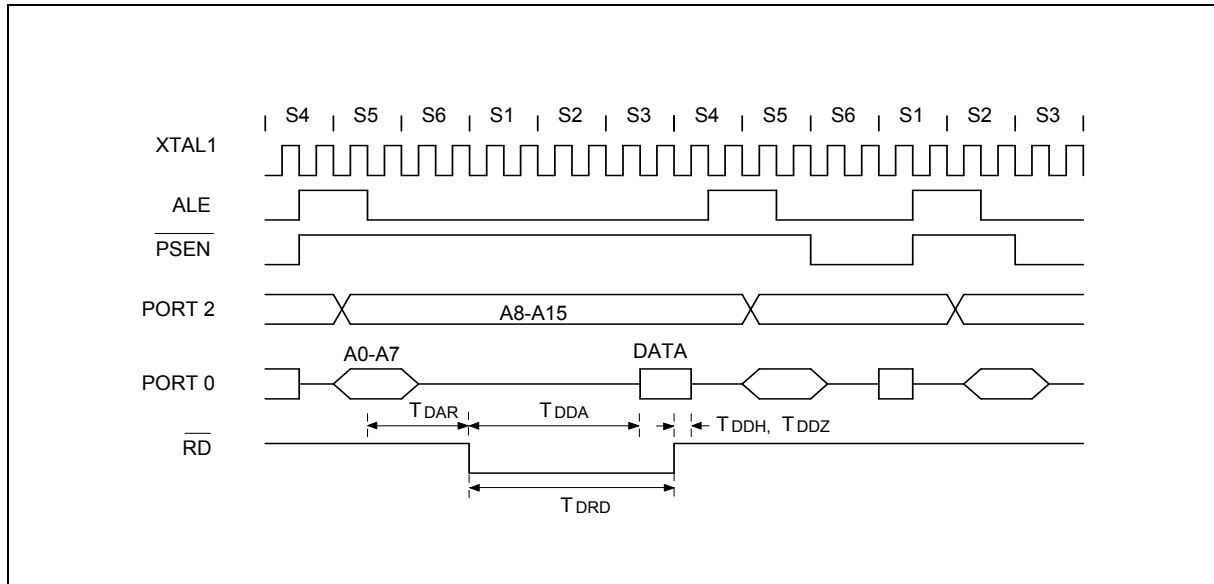 S4 S5 S6 S1 S2 S3 S4 S5 S6 S1 S2 S3
XTAL1
ALE
PSEN
PORT 2
A8-A15
A0-A7
DATA
PORT 0
TDAR
TDDA
TDDH, TDDZ
RD
TDRD